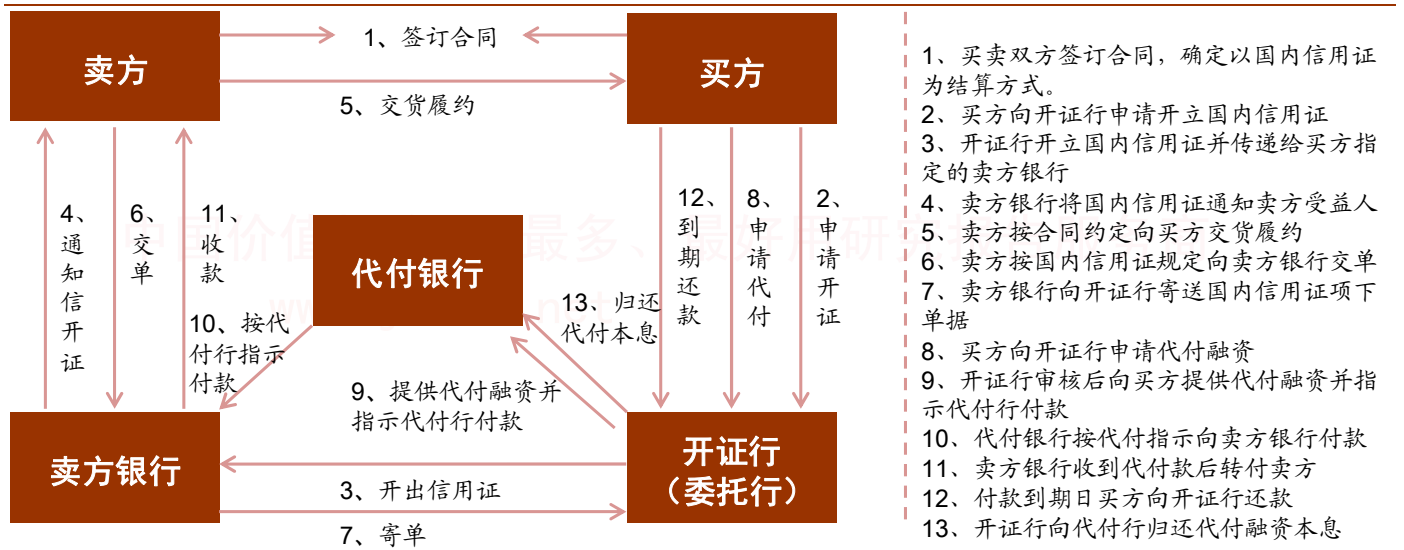 卖方
1、签订合同
买方
5、交货履约
4、
通
知
信
开
证
6、
交
单
11、
收
款
12、
到
期
还
款
8、
申
请
代
付
2、
申
请
开
证
代付银行
13、归还
代付本息
10、按代
付行指示
付款
9、提供代付融资并
指示代付行付款
卖方银行
开证行
（委托行）
3、开出信用证
7、寄单
1、买卖双方签订合同，确定以国内信用证
为结算方式。
2、买方向开证行申请开立国内信用证
3、开证行开立国内信用证并传递给买方指
定的卖方银行
4、卖方银行将国内信用证通知卖方受益人
5、卖方按合同约定向买方交货履约
6、卖方按国内信用证规定向卖方银行交单
7、卖方银行向开证行寄送国内信用证项下
单据
8、买方向开证行申请代付融资
9、开证行审核后向买方提供代付融资并指
示代付行付款
10、代付银行按代付指示向卖方银行付款
11、卖方银行收到代付款后转付卖方
12、付款到期日买方向开证行还款
13、开证行向代付行归还代付融资本息